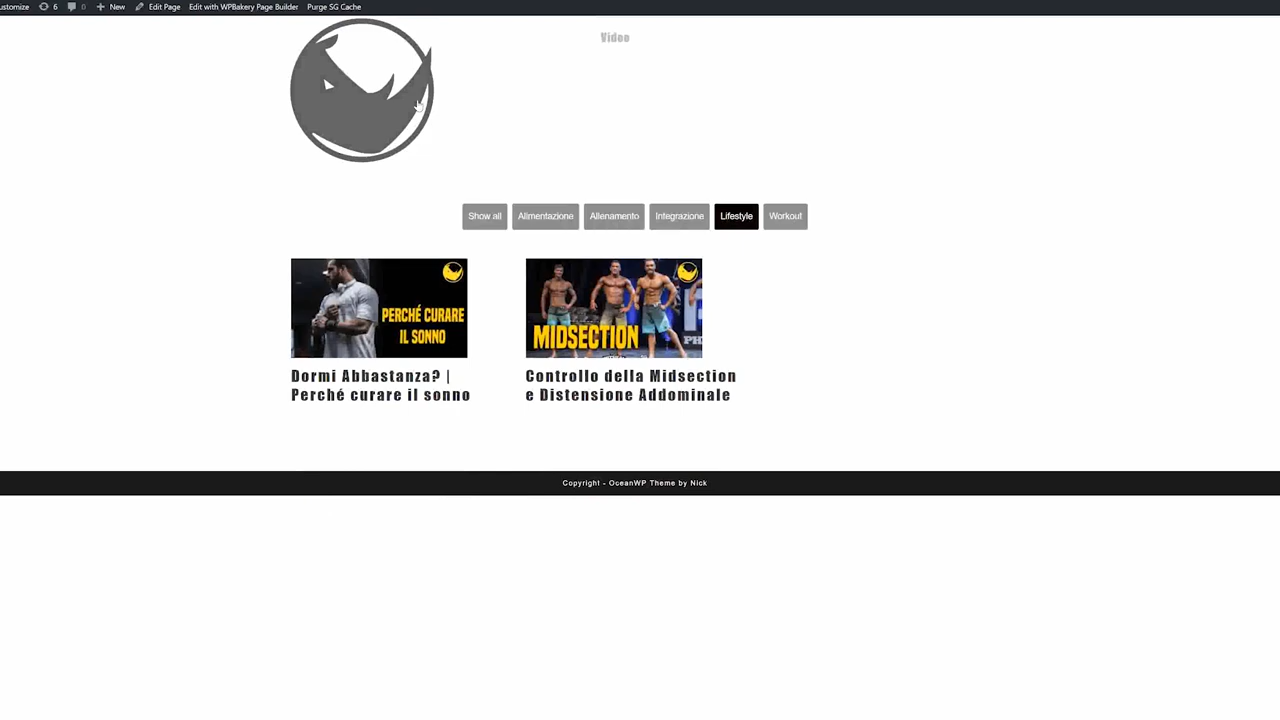 ustomize 6 0 New Edit Page Edit with WPBakery Page Builder Purge SG Cache
Video
Show all Alimentazione Allenamento Integrazione Lifestyle Workout
PERCHÉ CURARE
IL SONNO
MIDSECTION
Dormi Abbastanza? |
Perché curare il sonno
Controllo della Midsection
e Distensione Addominale
Copyright - OceanWP Theme by Nick